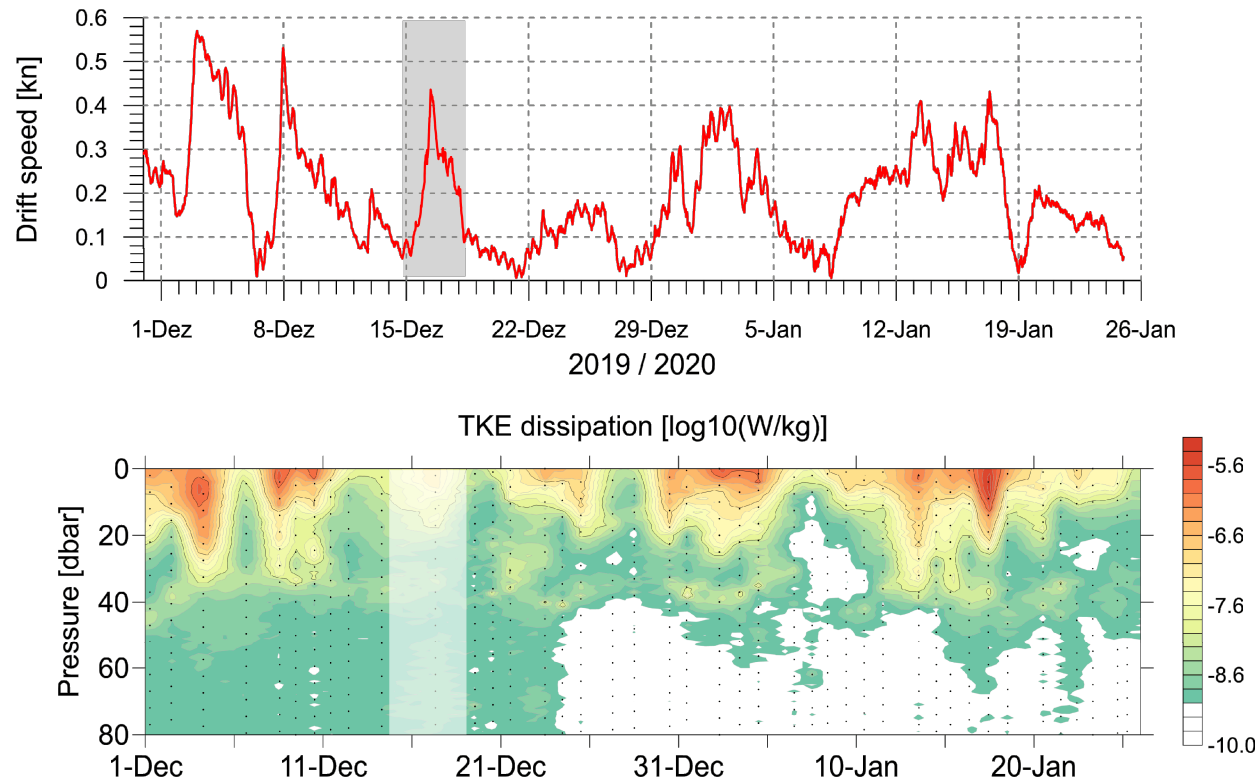 0.6
0.5
0.4
0.3
0.2
0.1
0
Drift speed [kn]
1-Dez 8-Dez 15-Dez 22-Dez 29-Dez 5-Jan 12-Jan 19-Jan 26-Jan
2019 / 2020
TKE dissipation [log10(W/kg)]
0
20
40
60
80
Pressure [dbar]
1-Dec 11-Dec 21-Dec 31-Dec 10-Jan 20-Jan
-5.6
-6.6
-7.6
-8.6
-10.0